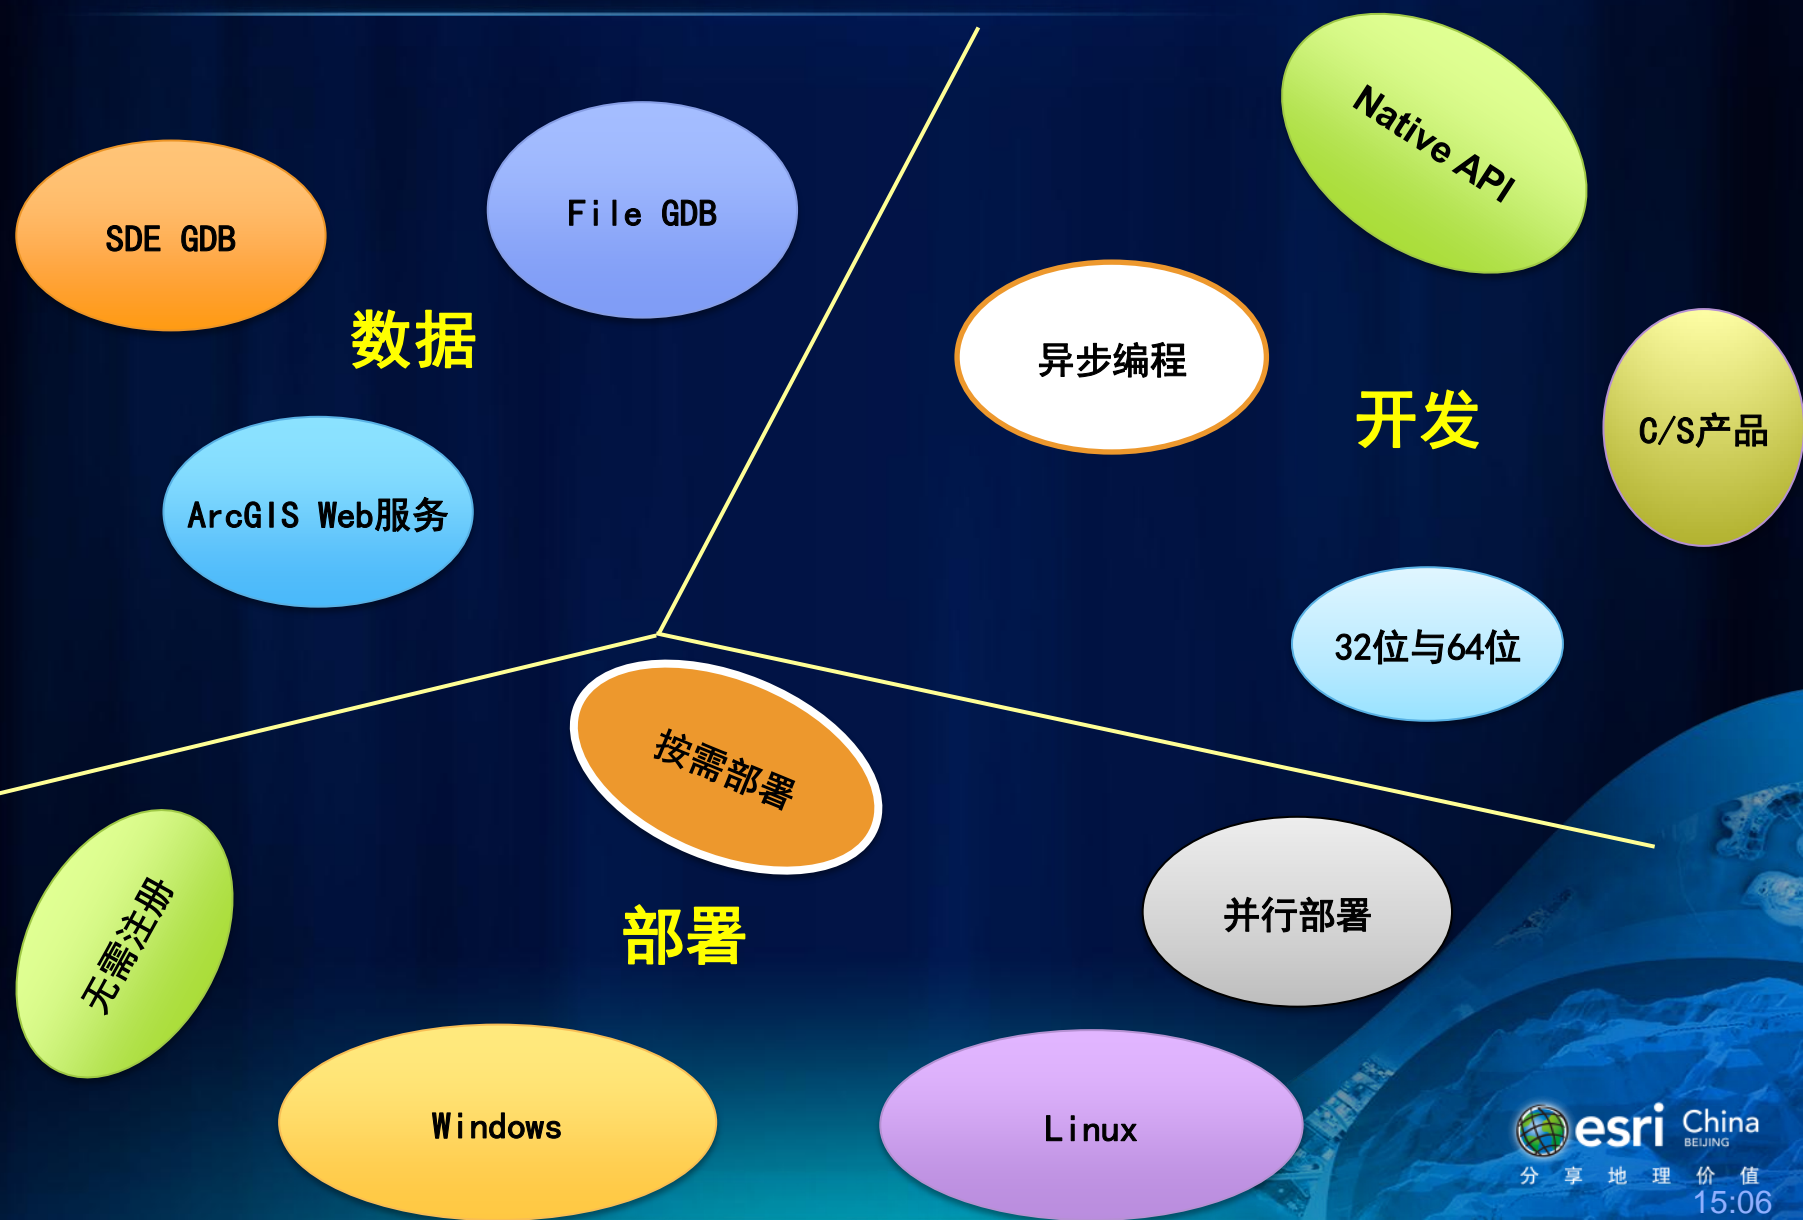 SDE GDB
File GDB
数据
ArcGIS Web服务
Native API
异步编程
开发
C/S产品
32位与64位
按需部署
无需注册
部署
并行部署
Windows
Linux
esri China
BEIJING
分享地理价值
15:06